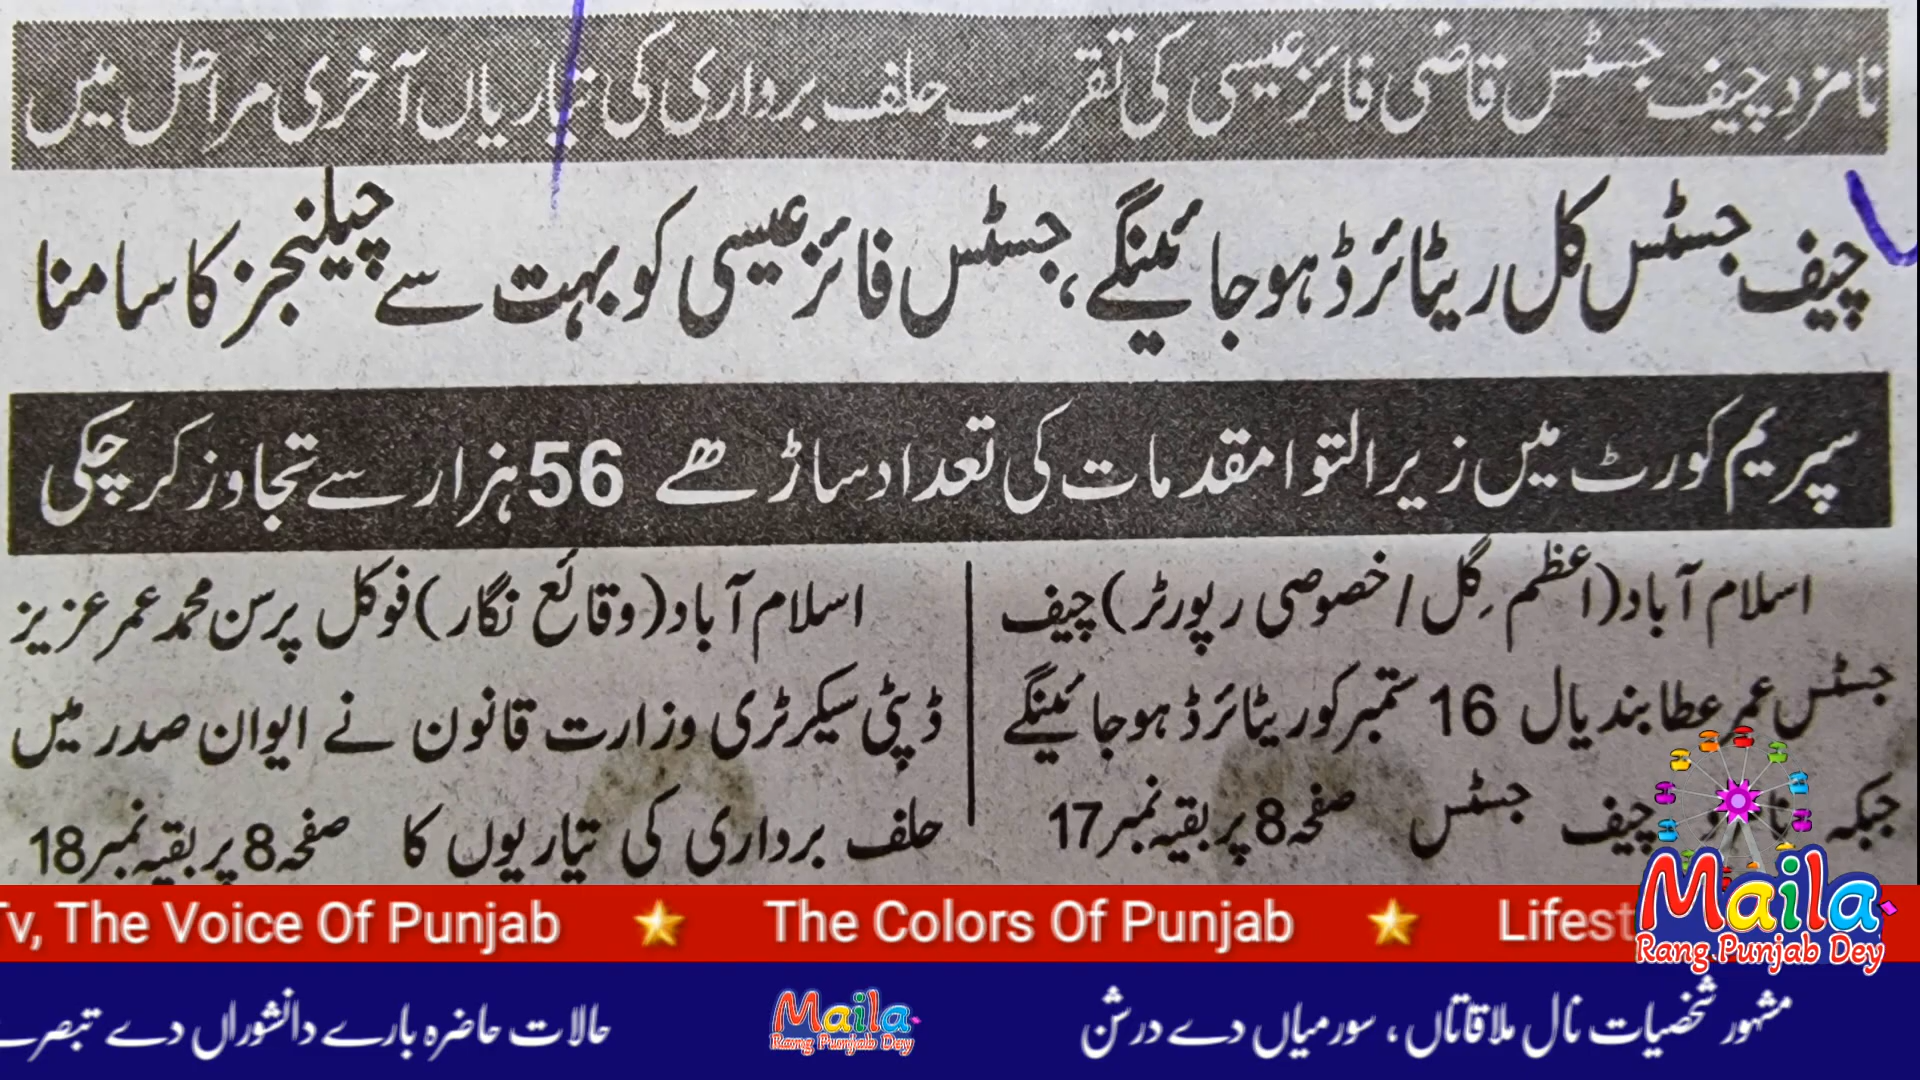 نامزد چیف جسٹس قاضی فائز عیسی کی تقریب حلف برداری کی تیاریاں آخری مراحل میں
چیف جسٹس کل ریٹائرڈ ہو جائینگے، جسٹس فائز عیسی کو بہت سے چیلنجز کا سامنا
سپریم کورٹ میں زیر التوا مقدمات کی تعداد ساڑھے 56 ہزار سے تجاوز کر چکی
اسلام آباد (اعظم گِل / خصوصی رپورٹر) چیف
جسٹس عمر عطا بندیال 16 ستمبر کو ریٹائرڈ ہو جائینگے
جبکہ چیف جسٹس صفحہ 8 پر بقیہ نمبر 17
اسلام آباد (وقائع نگار) فوکل پرسن محمد عمر عزیز
ڈپٹی سیکرٹری وزارت قانون نے ایوان صدر میں
حلف برداری کی تیاریوں کا صفحہ 8 پر بقیہ نمبر 18
Tv, The Voice Of Punjab The Colors Of Punjab Lifest
Maila
Rang Punjab Dey
مشہور شخصیات نال ملاقاتاں ، سورمیاں دے درشن
Maila
Rang Punjab Dey
حالات حاضرہ بارے دانشوراں دے تبصرے